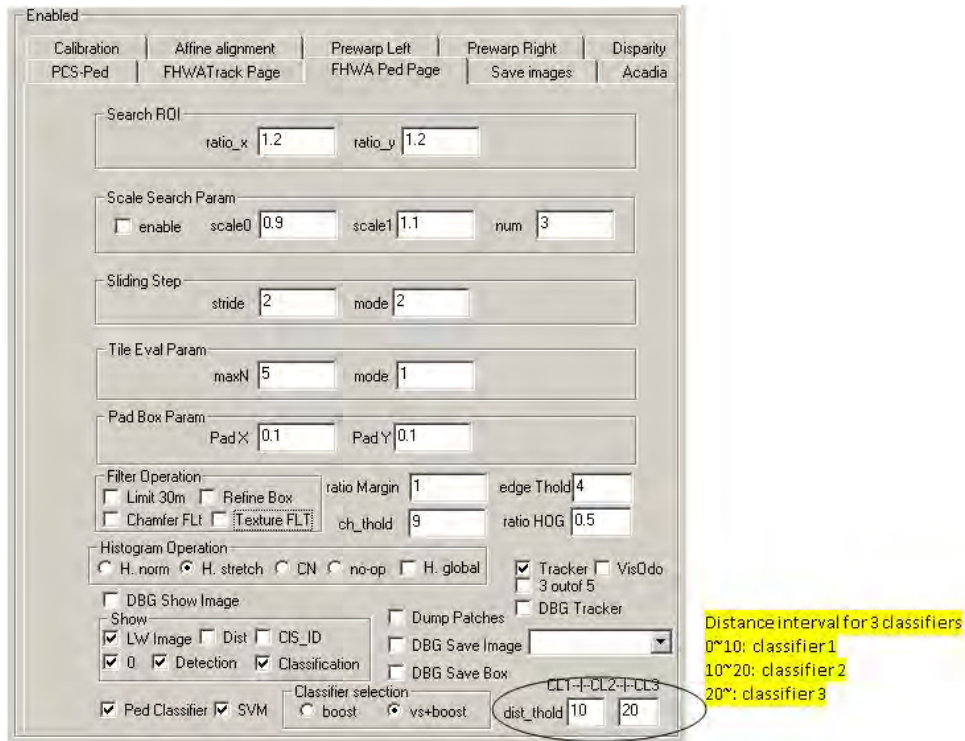 Enabled
Calibration Affine alignment Prewarp Left Prewarp Right Disparity
PCS-Ped FHWATrack Page FHWA Ped Page Save images Acadia
Search ROI
ratio_x 1.2 ratio_y 1.2
Scale Search Param
enable scale0 0.9 scale1 1.1 num 3
Sliding Step
stride 2 mode 2
Tile Eval Param
maxN 5 mode 1
Pad Box Param
Pad X 0.1 Pad Y 0.1
Filter Operation
Limit 30m Refine Box ratio Margin 1 edge Thold 4
Chamfer FLt Texture FLT ch_thold 9 ratio HOG 0.5
Histogram Operation
H. norm H. stretch CN no-op H. global Tracker VisOdo
3 outof 5
DBG Show Image Dump Patches DBG Tracker
Show
LW Image Dist CIS_ID DBG Save Image
0 Detection Classification DBG Save Box
Classifier selection CL1-|-CL2-|-CL3
Ped Classifier SVM boost vs+boost dist_thold 10 20
Distance interval for 3 classifiers
0~10: classifier 1
10~20: classifier 2
20~: classifier 3